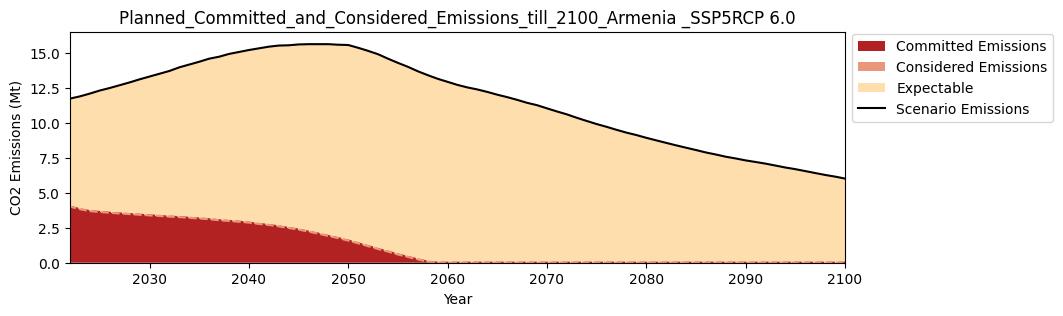 Planned_Committed_and_Considered_Emissions_till_2100_Armenia _SSP5RCP 6.0
15.0
12.5
10.0
7.5
5.0
2.5
0.0
CO2 Emissions (Mt)
2030 2040 2050 2060 2070 2080 2090 2100
Year
Committed Emissions
Considered Emissions
Expectable
Scenario Emissions